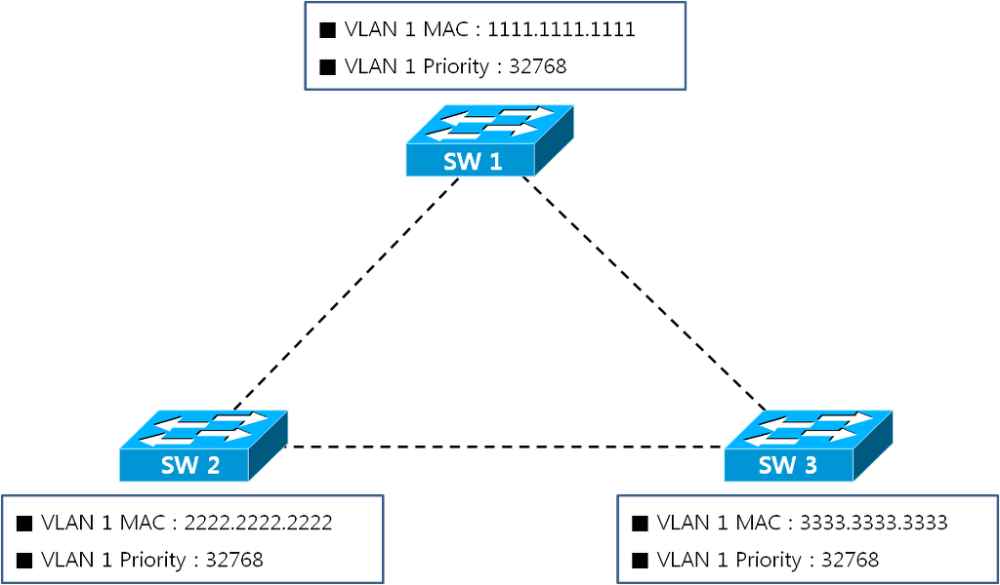 ■ VLAN 1 MAC : 1111.1111.1111
■ VLAN 1 Priority : 32768
SW 1
SW 2
SW 3
■ VLAN 1 MAC : 2222.2222.2222
■ VLAN 1 Priority : 32768
■ VLAN 1 MAC : 3333.3333.3333
■ VLAN 1 Priority : 32768